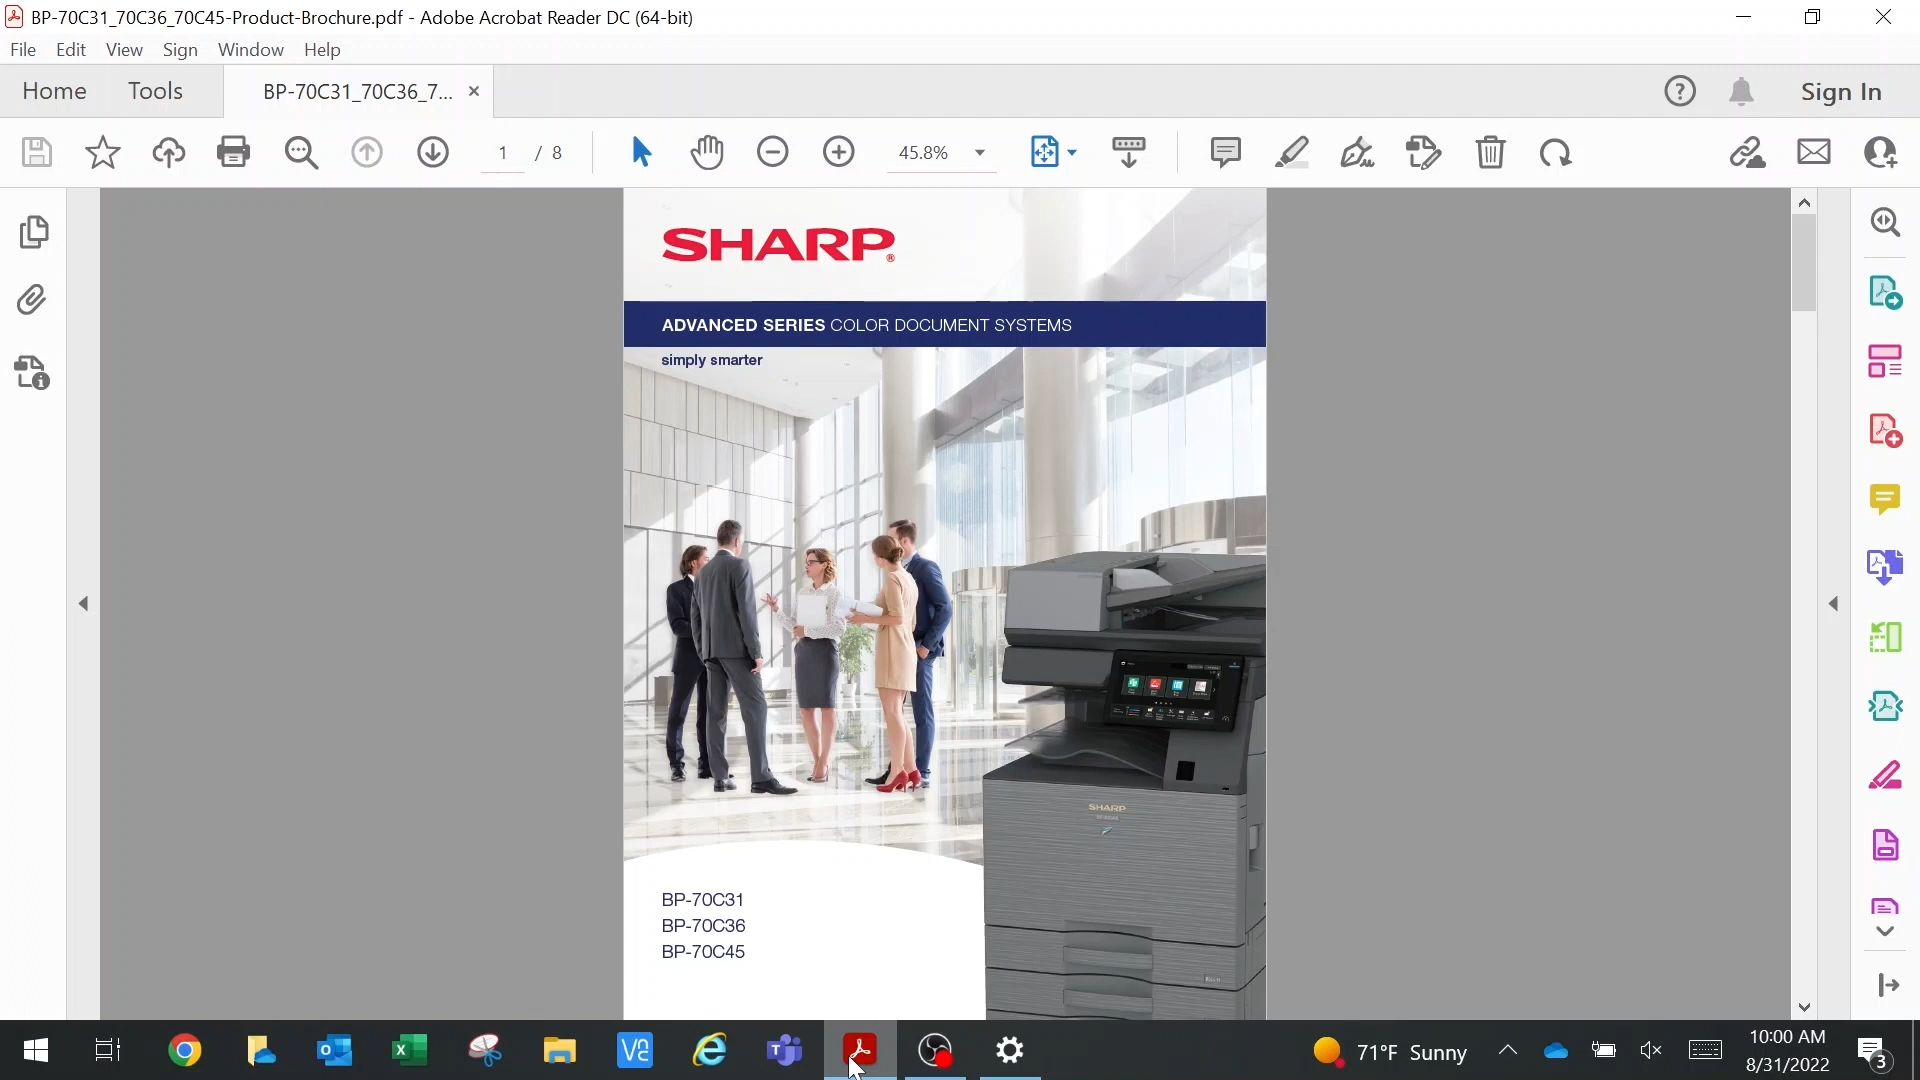 BP-70C31_70C36_70C45-Product-Brochure.pdf - Adobe Acrobat Reader DC (64-bit)
File Edit View Sign Window Help
Home Tools BP-70C31_70C36_7... Sign In
1 / 8 45.8%
SHARP®
ADVANCED SERIES COLOR DOCUMENT SYSTEMS
simply smarter
SHARP
BP-70C31
BP-70C36
BP-70C45
71°F Sunny
10:00 AM
8/31/2022
3